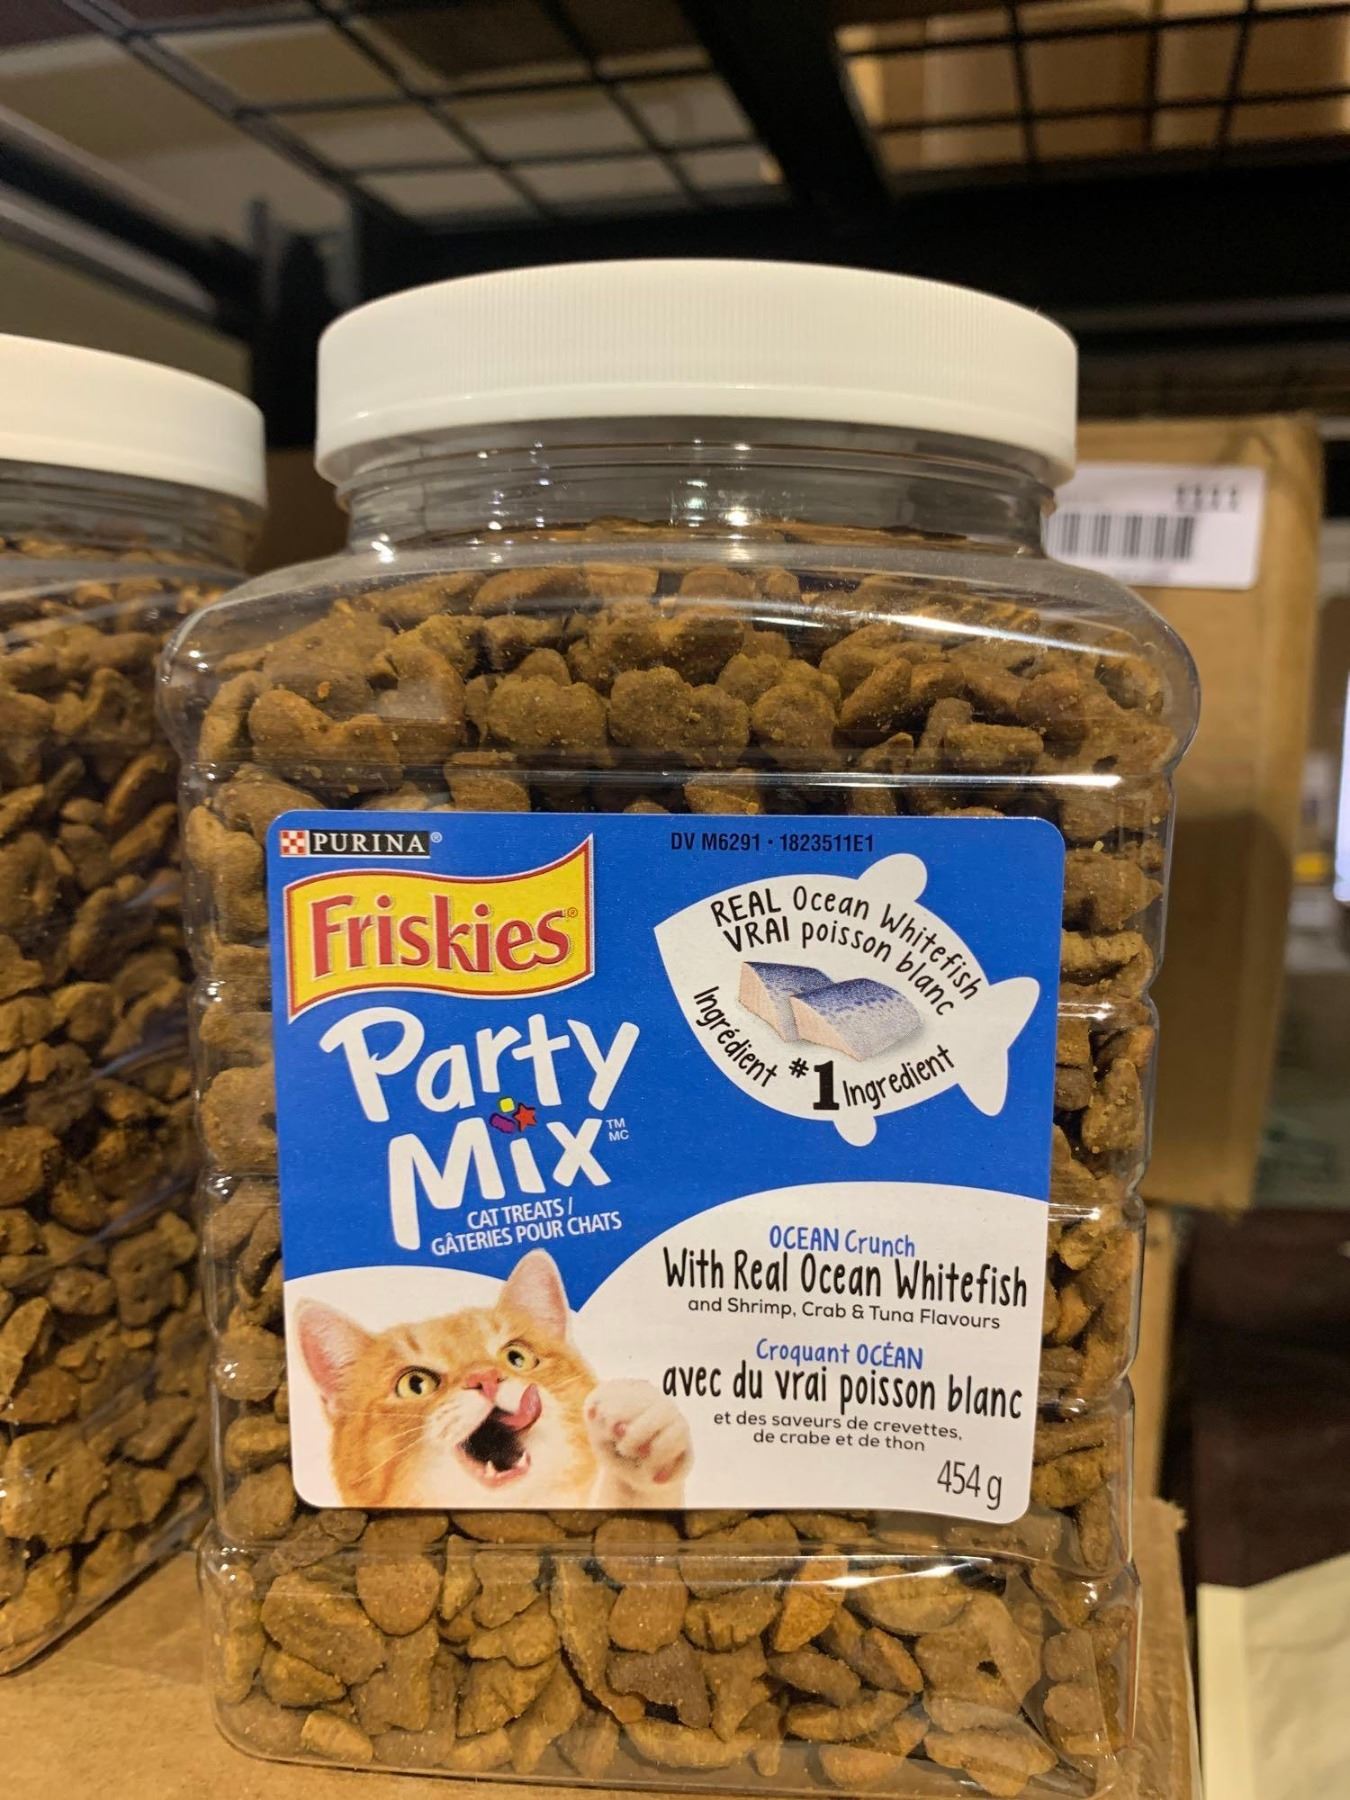 PURINA®
DV M6291 • 1823511E1
Friskies®
Party
Mix
TM
MC
CAT TREATS /
GÂTERIES POUR CHATS
REAL Ocean Whitefish
VRAI poisson blanc
Ingrédient #1 Ingredient
OCEAN Crunch
With Real Ocean Whitefish
and Shrimp, Crab & Tuna Flavours
Croquant OCÉAN
avec du vrai poisson blanc
et des saveurs de crevettes,
de crabe et de thon
454 g